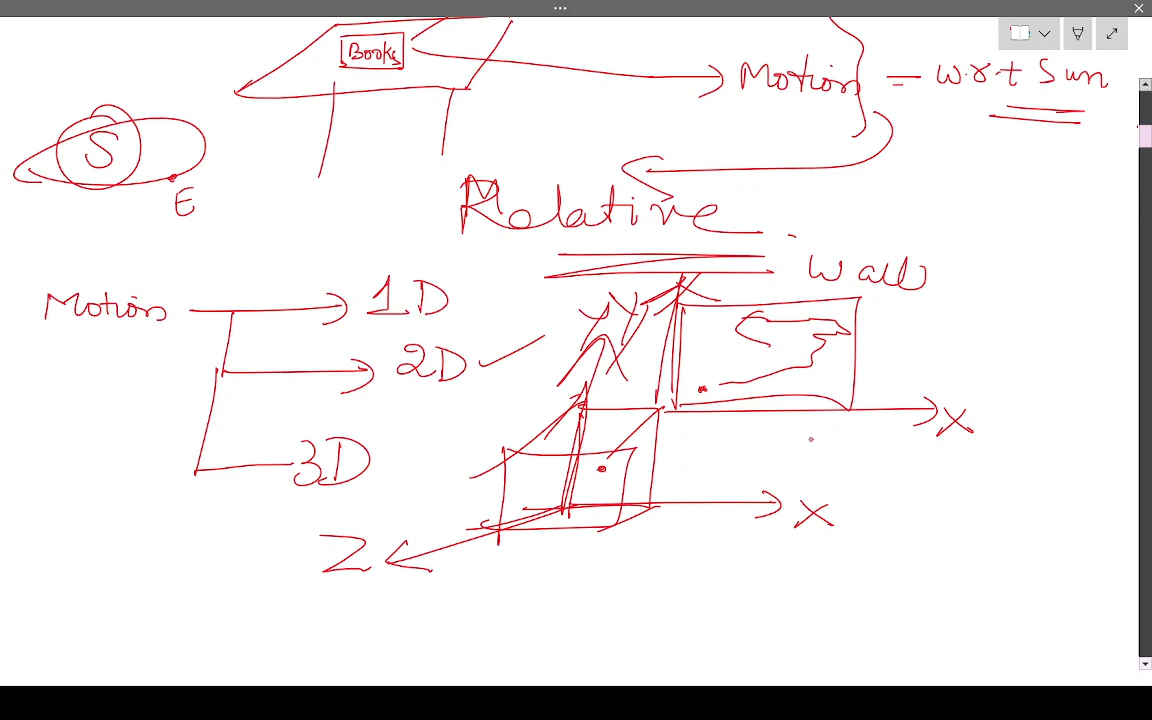 Books
Motion = w.r.t Sun
S
E
Relative
Wall
Motion
1D
2D
3D
Y
X
X
Z